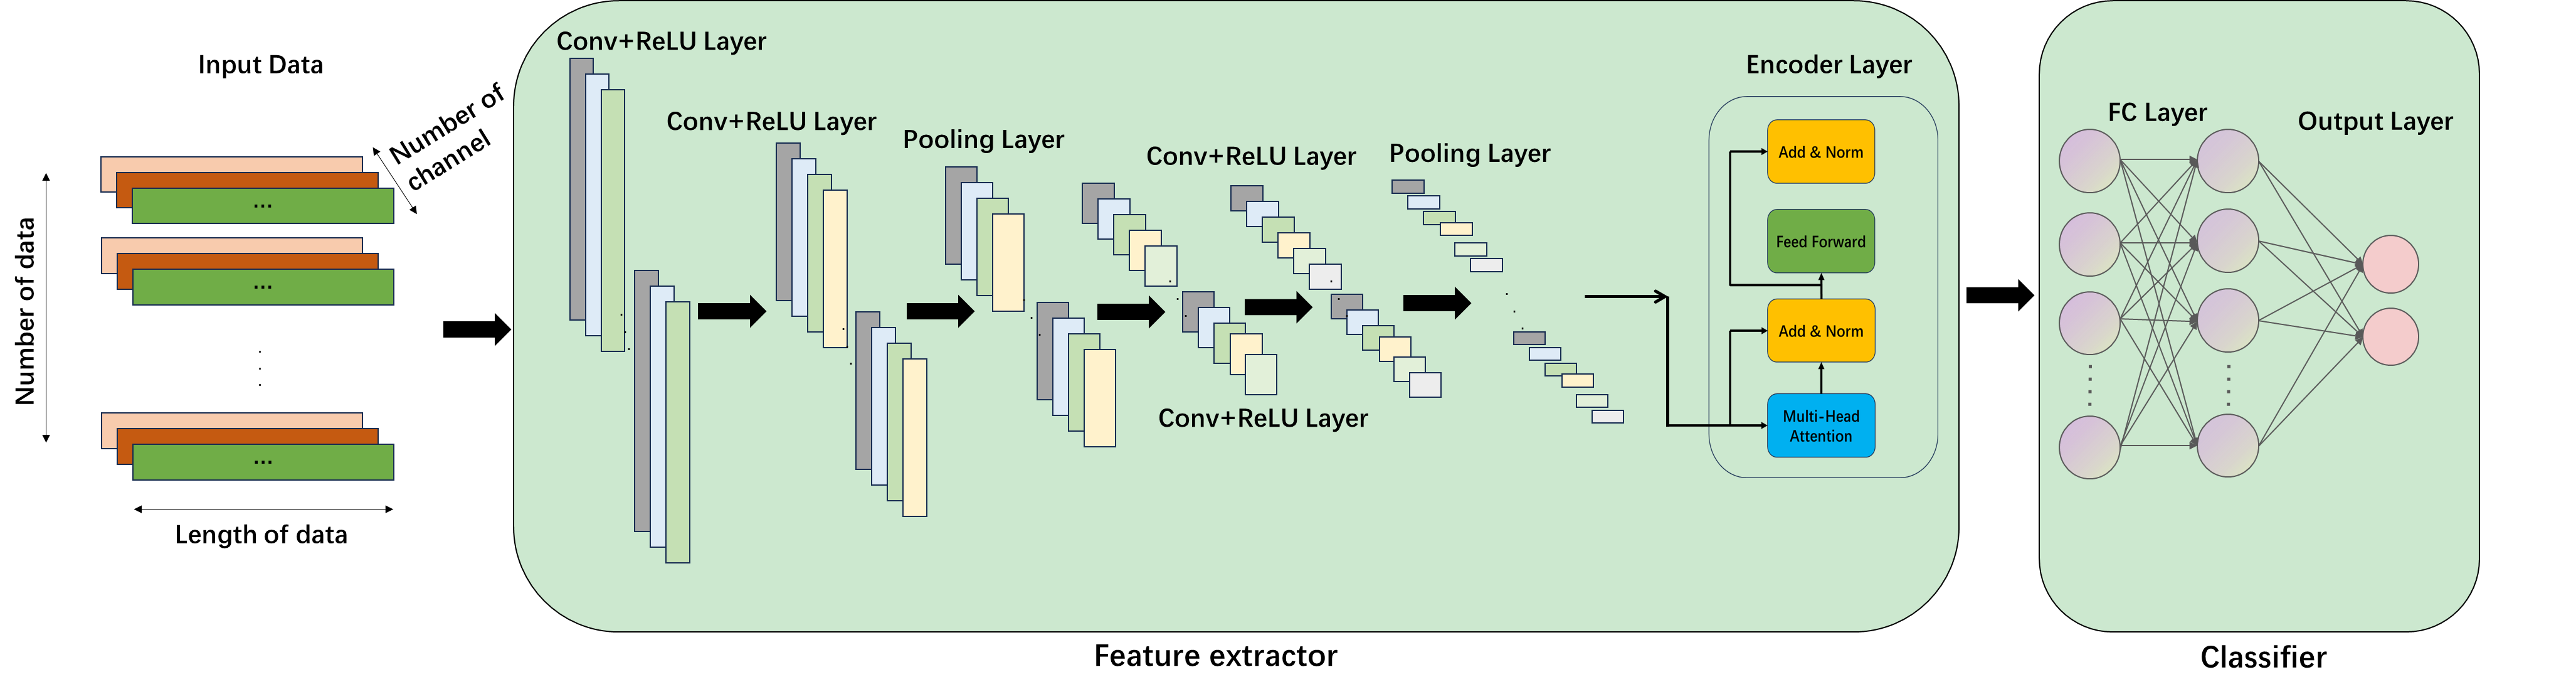 Input Data
Number of
channel
Number of data
...
...
...
Length of data
Conv+ReLU Layer
Conv+ReLU Layer
Pooling Layer
Conv+ReLU Layer
Conv+ReLU Layer
Pooling Layer
Encoder Layer
Add & Norm
Feed Forward
Add & Norm
Multi-Head
Attention
Feature extractor
FC Layer
Output Layer
Classifier